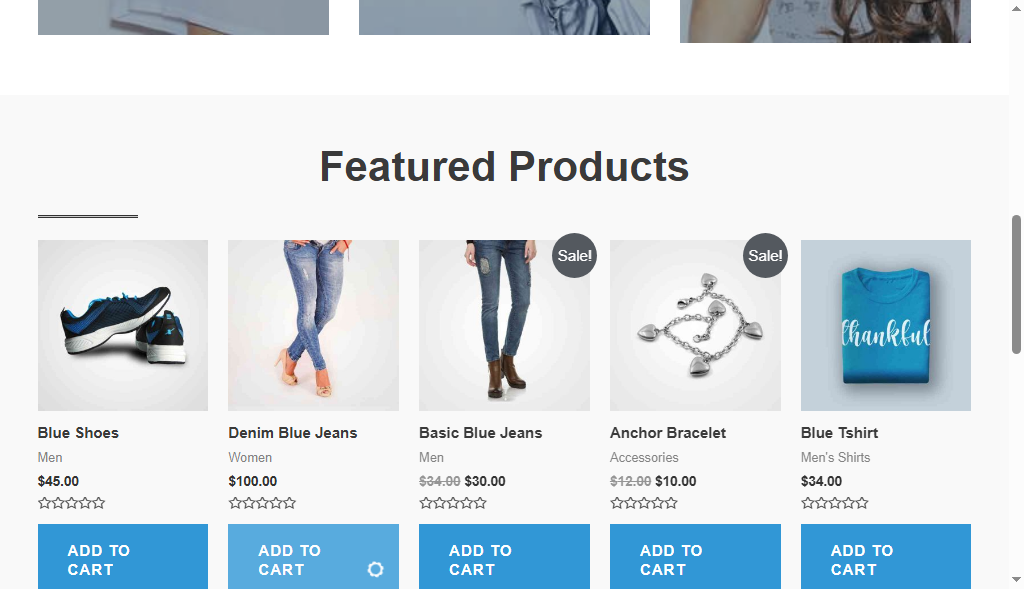 Featured Products
Sale!
Sale!
thankful
Blue Shoes
Men
$45.00
ADD TO
CART
Denim Blue Jeans
Women
$100.00
ADD TO
CART
Basic Blue Jeans
Men
$34.00 $30.00
ADD TO
CART
Anchor Bracelet
Accessories
$12.00 $10.00
ADD TO
CART
Blue Tshirt
Men's Shirts
$34.00
ADD TO
CART